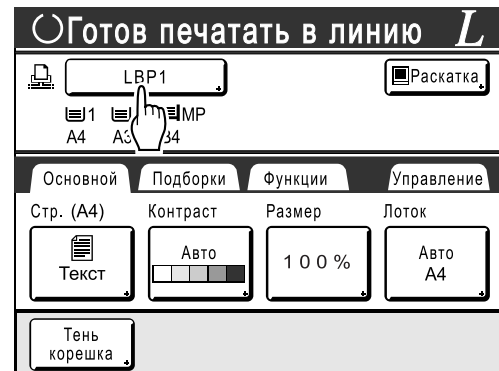 Готов печатать в линию L
LBP1 Раскатка
1 MP
A4 A3 B4
Основной Подборки Функции Управление
Стр. (A4) Контраст Размер Лоток
Текст Авто 100% Авто
A4
Тень
корешка